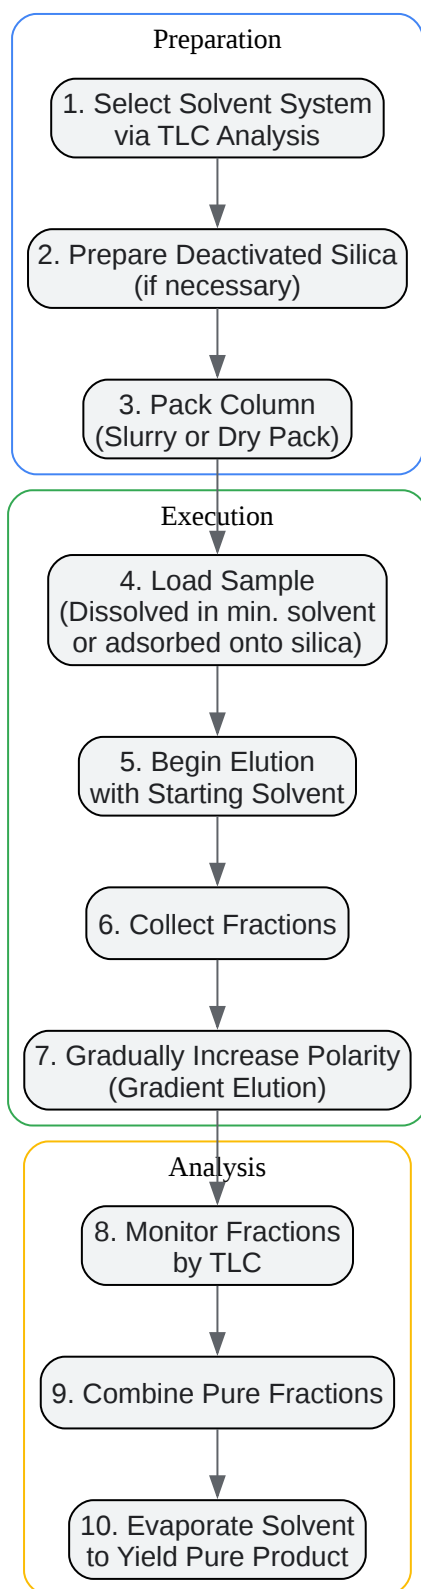 Preparation
1. Select Solvent System
via TLC Analysis
2. Prepare Deactivated Silica
(if necessary)
3. Pack Column
(Slurry or Dry Pack)
Execution
4. Load Sample
(Dissolved in min. solvent
or adsorbed onto silica)
5. Begin Elution
with Starting Solvent
6. Collect Fractions
7. Gradually Increase Polarity
(Gradient Elution)
Analysis
8. Monitor Fractions
by TLC
9. Combine Pure Fractions
10. Evaporate Solvent
to Yield Pure Product